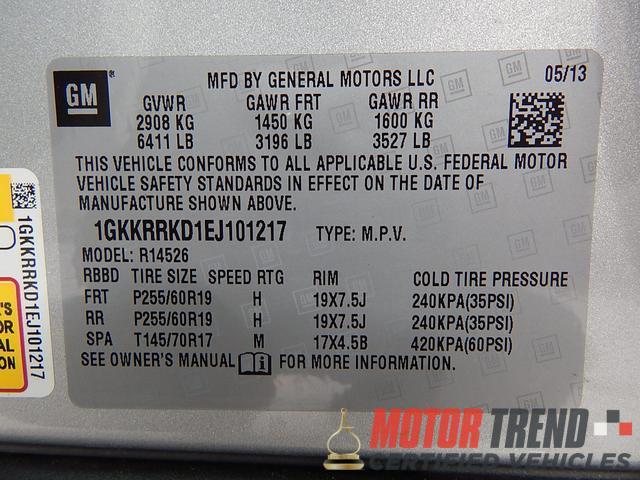 GM
MFD BY GENERAL MOTORS LLC 05/13
GVWR GAWR FRT GAWR RR
2908 KG 1450 KG 1600 KG
6411 LB 3196 LB 3527 LB
THIS VEHICLE CONFORMS TO ALL APPLICABLE U.S. FEDERAL MOTOR
VEHICLE SAFETY STANDARDS IN EFFECT ON THE DATE OF
MANUFACTURE SHOWN ABOVE.
1GKKRRKD1EJ101217 TYPE: M.P.V.
MODEL: R14526
RBBD TIRE SIZE SPEED RTG RIM COLD TIRE PRESSURE
FRT P255/60R19 H 19X7.5J 240KPA(35PSI)
RR P255/60R19 H 19X7.5J 240KPA(35PSI)
SPA T145/70R17 M 17X4.5B 420KPA(60PSI)
SEE OWNER'S MANUAL FOR MORE INFORMATION
1GKKRRKD1EJ101217
MOTOR TREND
CERTIFIED VEHICLES